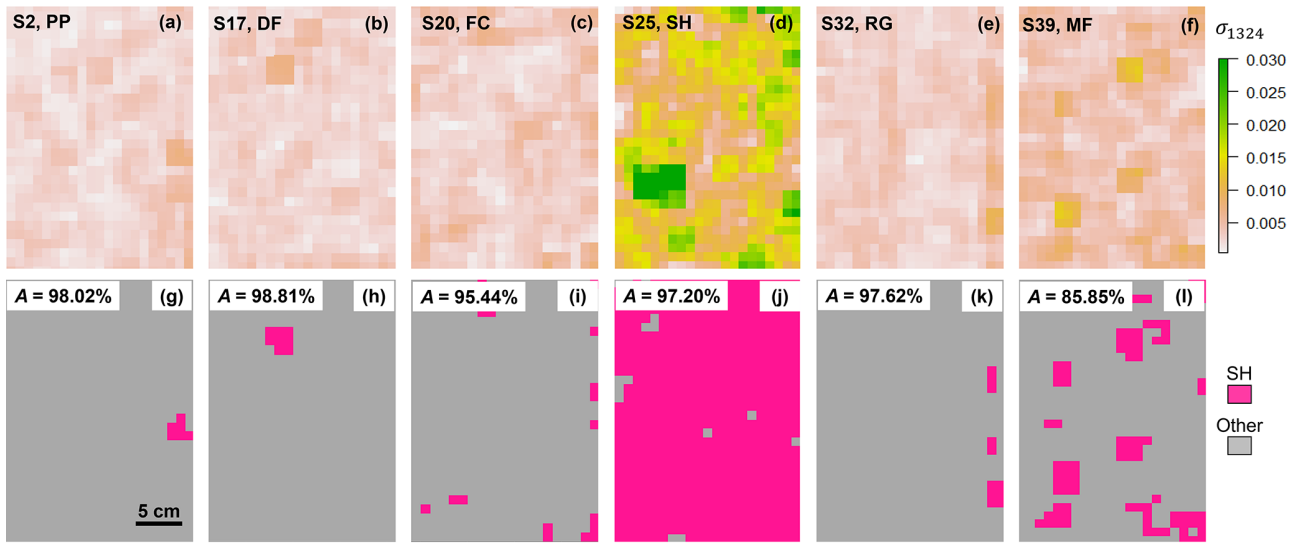 S2, PP (a) S17, DF (b) S20, FC (c) S25, SH (d) S32, RG (e) S39, MF (f) σ1324
0.030
0.025
0.020
0.015
0.010
0.005
A = 98.02% (g) A = 98.81% (h) A = 95.44% (i) A = 97.20% (j) A = 97.62% (k) A = 85.85% (l)
SH
Other
5 cm